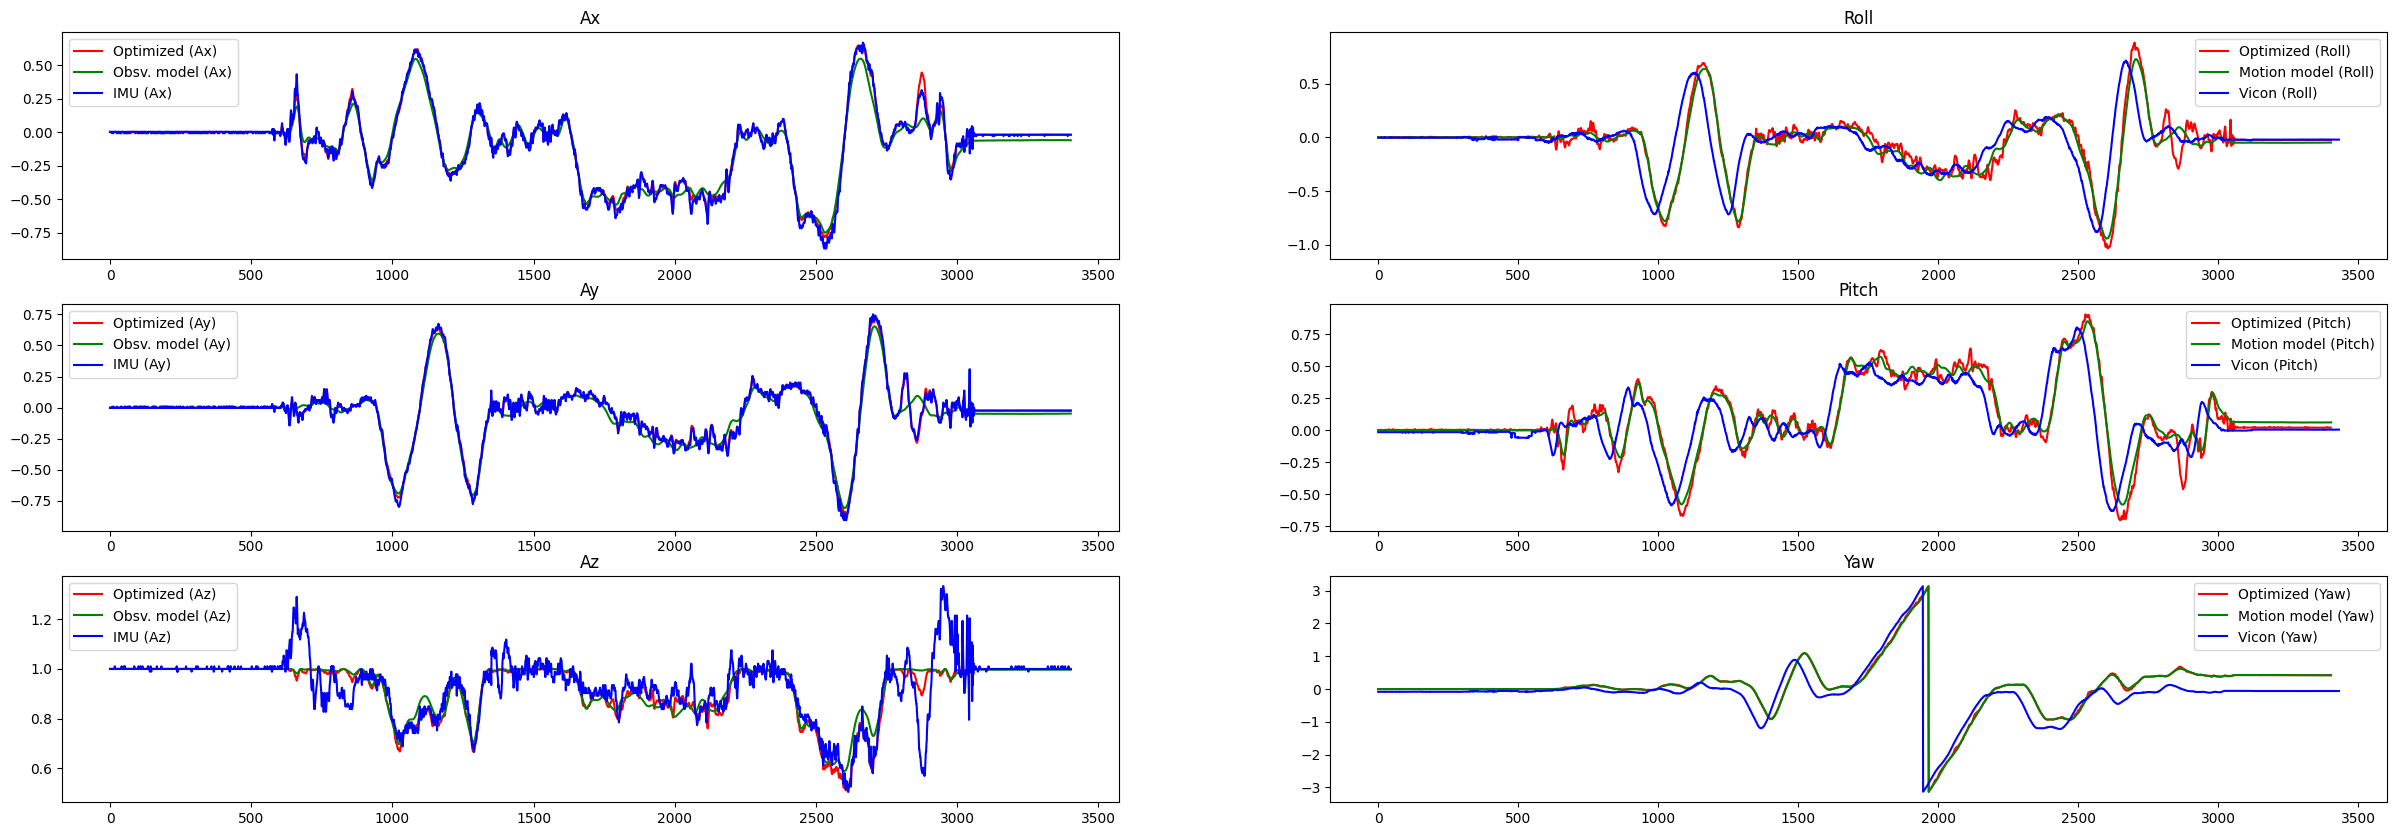 Ax
Optimized (Ax)
Obsv. model (Ax)
IMU (Ax)
0.50
0.25
0.00
−0.25
−0.50
−0.75
0 500 1000 1500 2000 2500 3000 3500
Roll
Optimized (Roll)
Motion model (Roll)
Vicon (Roll)
0.5
0.0
−0.5
−1.0
0 500 1000 1500 2000 2500 3000 3500
Ay
Optimized (Ay)
Obsv. model (Ay)
IMU (Ay)
0.75
0.50
0.25
0.00
−0.25
−0.50
−0.75
0 500 1000 1500 2000 2500 3000 3500
Pitch
Optimized (Pitch)
Motion model (Pitch)
Vicon (Pitch)
0.75
0.50
0.25
0.00
−0.25
−0.50
−0.75
0 500 1000 1500 2000 2500 3000 3500
Az
Optimized (Az)
Obsv. model (Az)
IMU (Az)
1.2
1.0
0.8
0.6
0 500 1000 1500 2000 2500 3000 3500
Yaw
Optimized (Yaw)
Motion model (Yaw)
Vicon (Yaw)
3
2
1
0
−1
−2
−3
0 500 1000 1500 2000 2500 3000 3500